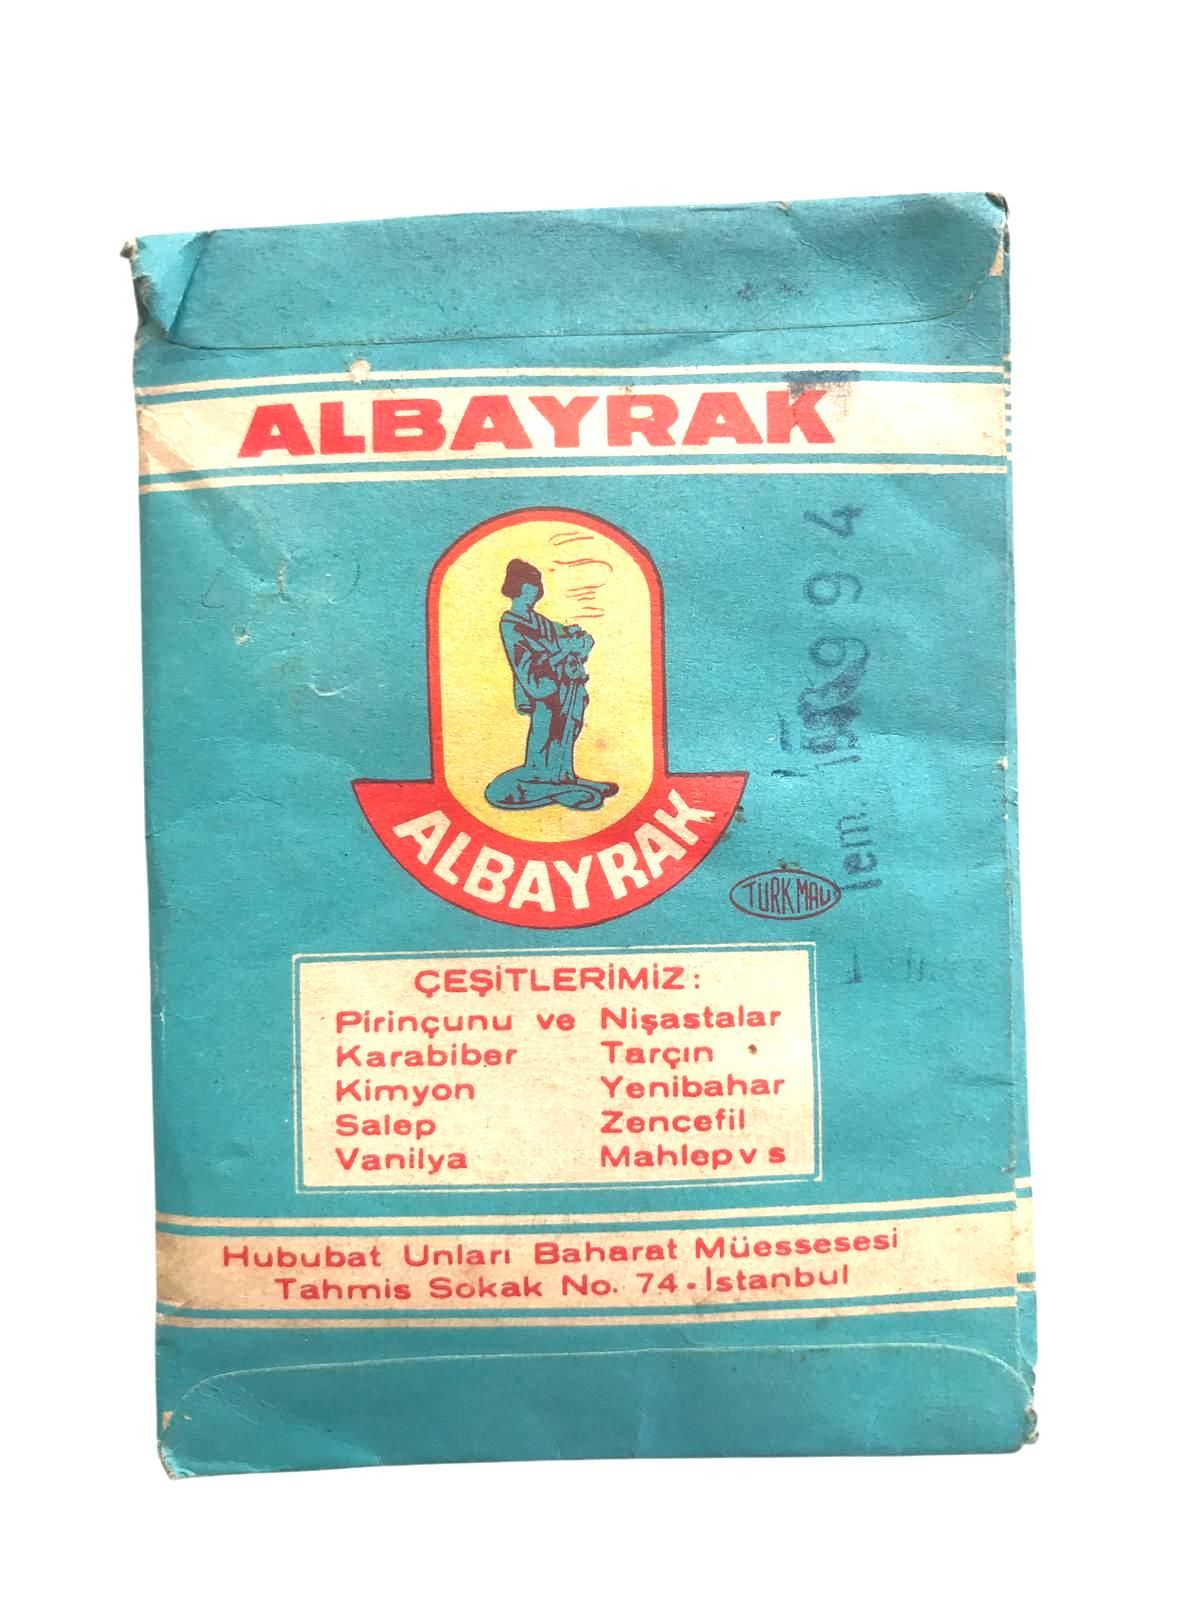 ALBAYRAK
ALBAYRAK
TÜRK MALI
ÇEŞİTLERİMİZ:
Pirinçunu ve Nişastalar
Karabiber Tarçın
Kimyon Yenibahar
Salep Zencefil
Vanilya Mahlep v s
Hububat Unları Baharat Müessesesi
Tahmis Sokak No. 74 - İstanbul